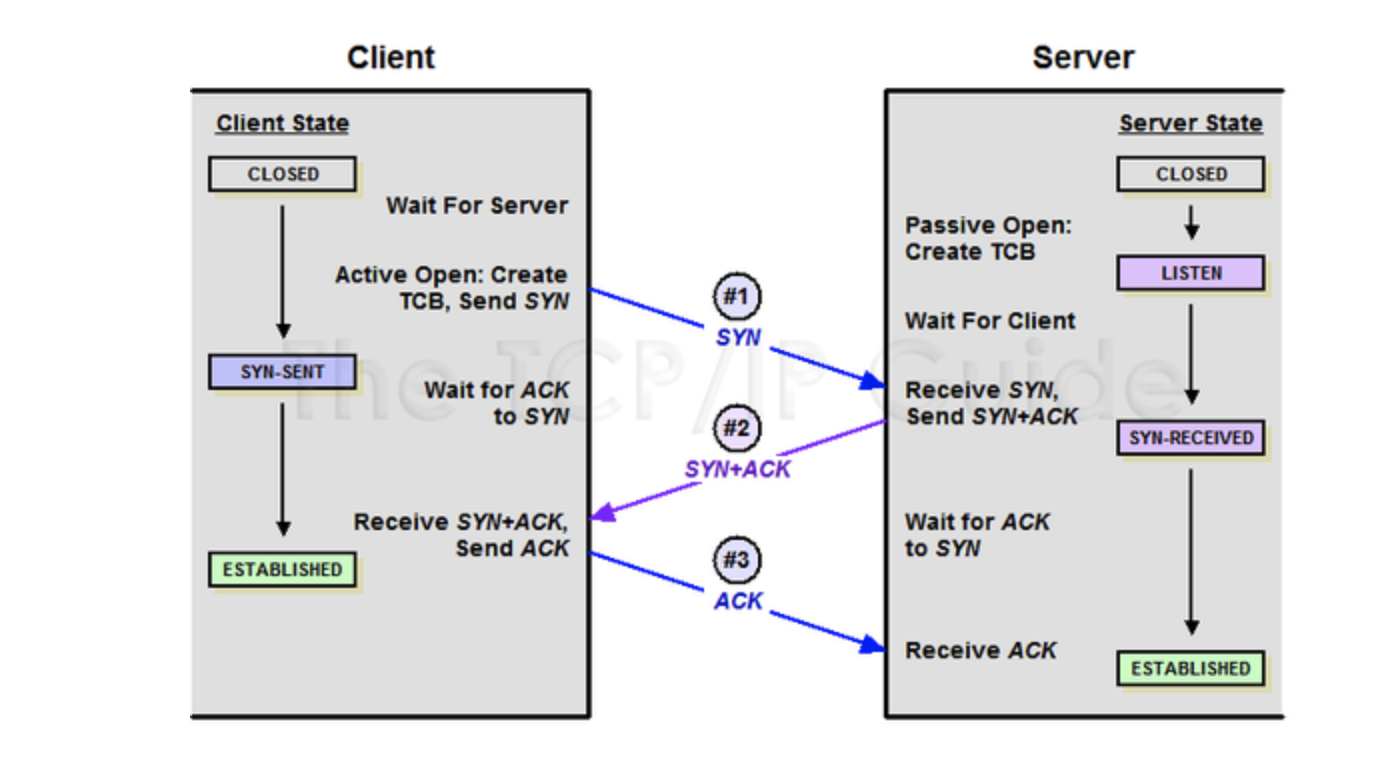 Client
Server
Client State
CLOSED
Wait For Server
Active Open: Create
TCB, Send SYN
SYN-SENT
Wait for ACK
to SYN
Receive SYN+ACK,
Send ACK
ESTABLISHED
#1
SYN
#2
SYN+ACK
#3
ACK
Server State
CLOSED
Passive Open:
Create TCB
LISTEN
Wait For Client
Receive SYN,
Send SYN+ACK
SYN-RECEIVED
Wait for ACK
to SYN
Receive ACK
ESTABLISHED
The TCP/IP Guide